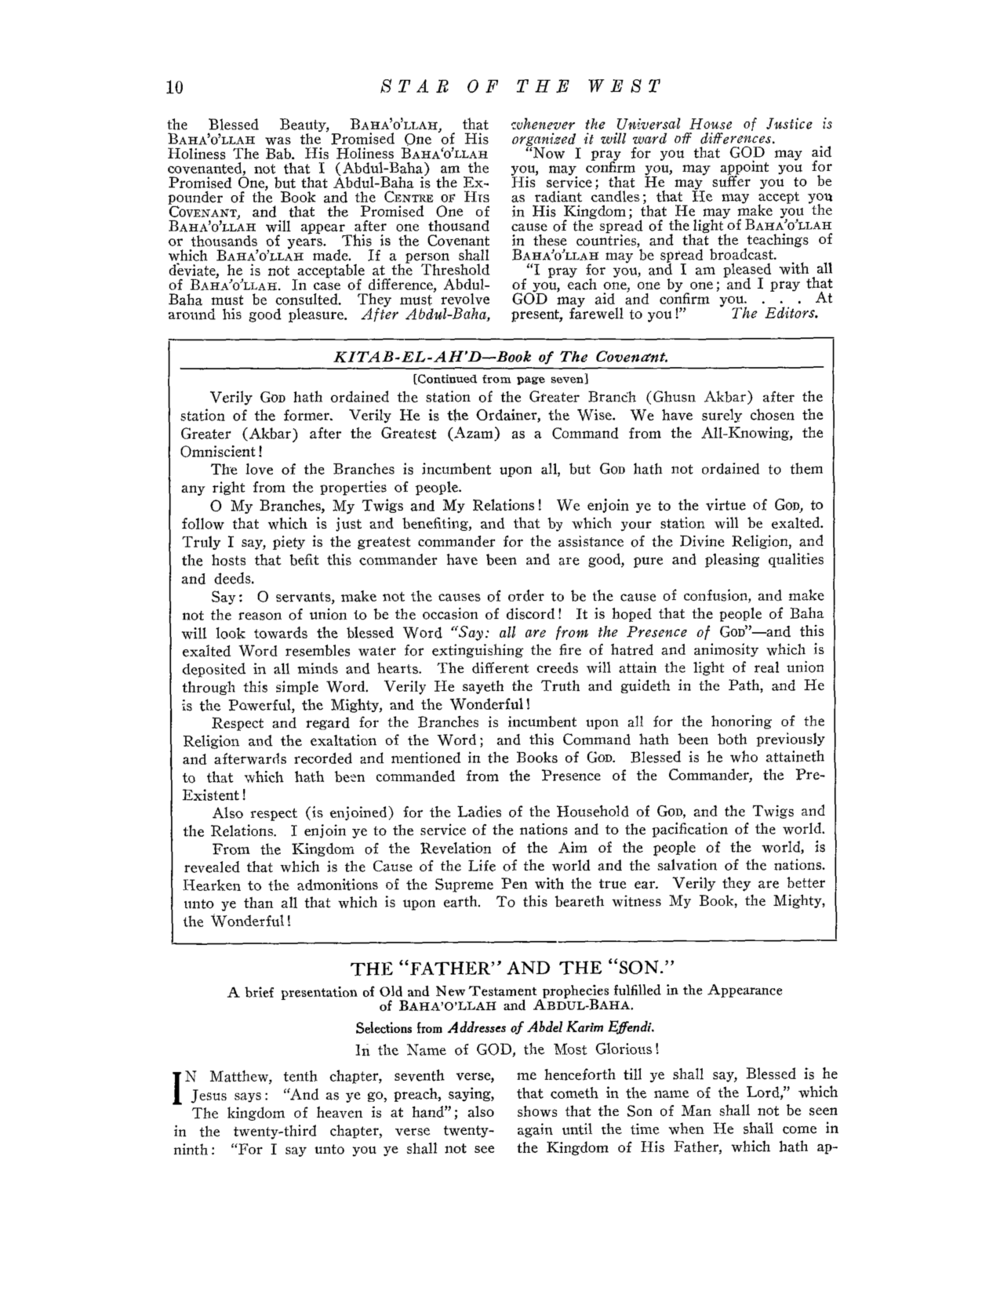 10
STAR OF THE WEST
the Blessed Beauty, BAHA'O'LLAH, that
BAHA'O'LLAH was the Promised One of His
Holiness The Bab. His Holiness BAHA'O'LLAH
covenanted, not that I (Abdul-Baha) am the
Promised One, but that Abdul-Baha is the Ex-
pounder of the Book and the CENTRE OF HIS
COVENANT, and that the Promised One of
BAHA'O'LLAH will appear after one thousand
or thousands of years. This is the Covenant
which BAHA'O'LLAH made. If a person shall
deviate, he is not acceptable at the Threshold
of BAHA'O'LLAH. In case of difference, Abdul-
Baha must be consulted. They must revolve
around his good pleasure. After Abdul-Baha,
whenever the Universal House of Justice is
organized it will ward off differences.
"Now I pray for you that GOD may aid
you, may confirm you, may appoint you for
His service; that He may suffer you to be
as radiant candles; that He may accept you
in His Kingdom; that He may make you the
cause of the spread of the light of BAHA'O'LLAH
in these countries, and that the teachings of
BAHA'O'LLAH may be spread broadcast.
"I pray for you, and I am pleased with all
of you, each one, one by one; and I pray that
GOD may aid and confirm you. . . . At
present, farewell to you!" The Editors.
KITAB-EL-AH'D—Book of The Covenant.
[Continued from page seven]
Verily GOD hath ordained the station of the Greater Branch (Ghusn Akbar) after the
station of the former. Verily He is the Ordainer, the Wise. We have surely chosen the
Greater (Akbar) after the Greatest (Azam) as a Command from the All-Knowing, the
Omniscient!
The love of the Branches is incumbent upon all, but GOD hath not ordained to them
any right from the properties of people.
O My Branches, My Twigs and My Relations! We enjoin ye to the virtue of GOD, to
follow that which is just and benefiting, and that by which your station will be exalted.
Truly I say, piety is the greatest commander for the assistance of the Divine Religion, and
the hosts that befit this commander have been and are good, pure and pleasing qualities
and deeds.
Say: O servants, make not the causes of order to be the cause of confusion, and make
not the reason of union to be the occasion of discord! It is hoped that the people of Baha
will look towards the blessed Word "Say: all are from the Presence of GOD"—and this
exalted Word resembles water for extinguishing the fire of hatred and animosity which is
deposited in all minds and hearts. The different creeds will attain the light of real union
through this simple Word. Verily He sayeth the Truth and guideth in the Path, and He
is the Powerful, the Mighty, and the Wonderful!
Respect and regard for the Branches is incumbent upon all for the honoring of the
Religion and the exaltation of the Word; and this Command hath been both previously
and afterwards recorded and mentioned in the Books of GOD. Blessed is he who attaineth
to that which hath been commanded from the Presence of the Commander, the Pre-
Existent!
Also respect (is enjoined) for the Ladies of the Household of GOD, and the Twigs and
the Relations. I enjoin ye to the service of the nations and to the pacification of the world.
From the Kingdom of the Revelation of the Aim of the people of the world, is
revealed that which is the Cause of the Life of the world and the salvation of the nations.
Hearken to the admonitions of the Supreme Pen with the true ear. Verily they are better
unto ye than all that which is upon earth. To this beareth witness My Book, the Mighty,
the Wonderful!
THE "FATHER" AND THE "SON."
A brief presentation of Old and New Testament prophecies fulfilled in the Appearance
of BAHA'O'LLAH and ABDUL-BAHA.
Selections from Addresses of Abdel Karim Effendi.
In the Name of GOD, the Most Glorious!
IN Matthew, tenth chapter, seventh verse,
Jesus says: "And as ye go, preach, saying,
The kingdom of heaven is at hand"; also
in the twenty-third chapter, verse twenty-
ninth: "For I say unto you ye shall not see
me henceforth till ye shall say, Blessed is he
that cometh in the name of the Lord," which
shows that the Son of Man shall not be seen
again until the time when He shall come in
the Kingdom of His Father, which hath ap-